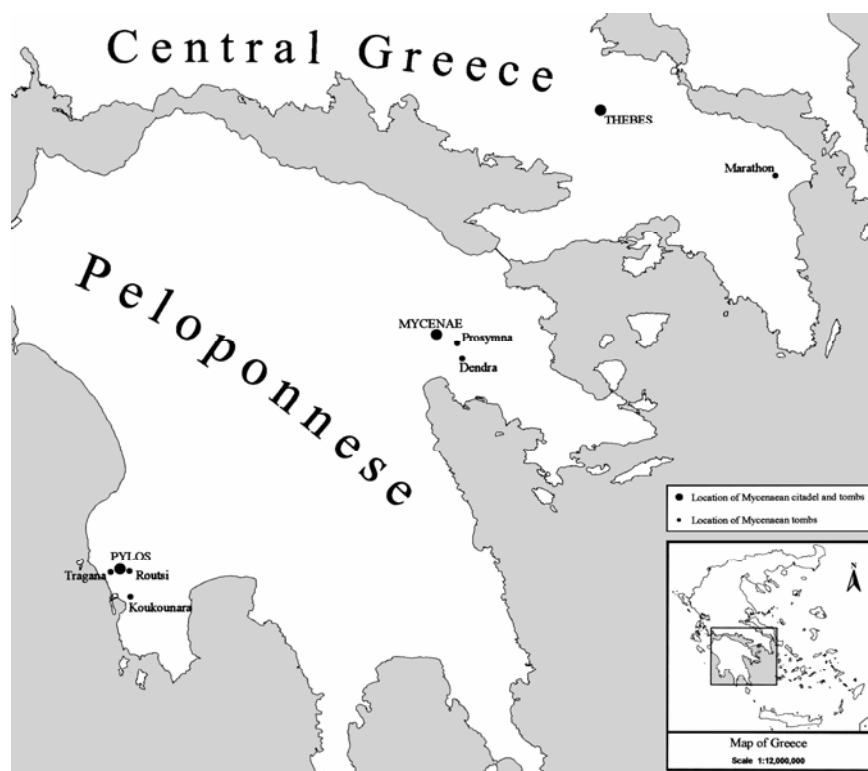 Central Greece
THEBES
Marathon
Peloponnese
MYCENAE
Prosymna
Dendra
PYLOS
Tragana
Routsi
Koukounara
Location of Mycenaean citadel and tombs
Location of Mycenaean tombs
N
Map of Greece
Scale 1:12,000,000